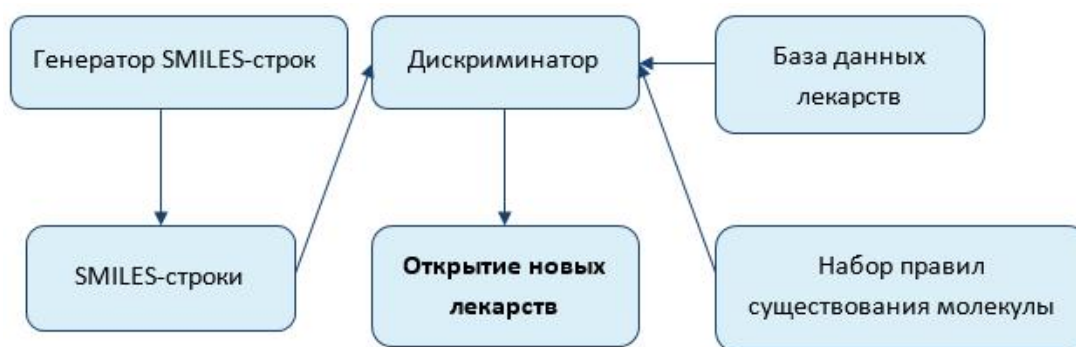 Генератор SMILES-строк
Дискриминатор
База данных
лекарств
SMILES-строки
Открытие новых
лекарств
Набор правил
существования молекулы